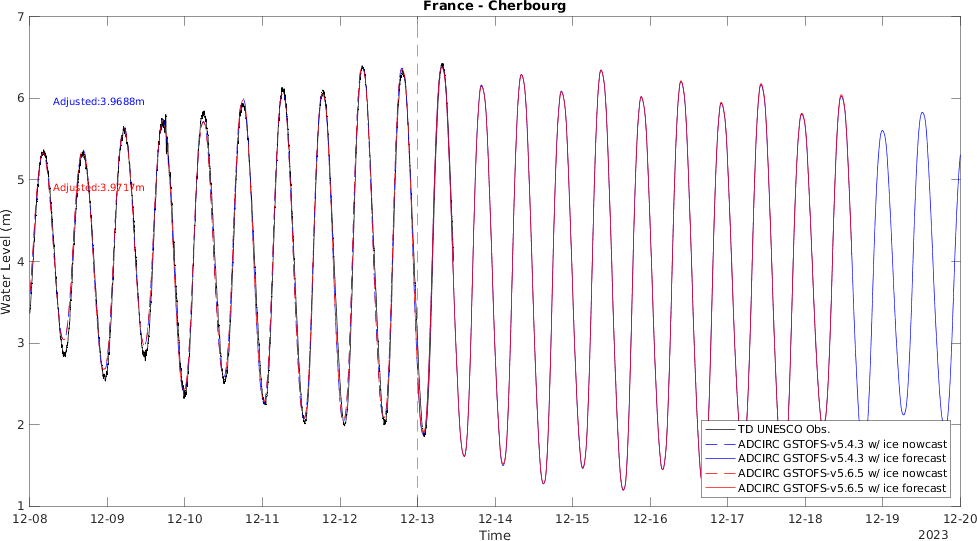 France - Cherbourg
7
6
5
4
3
2
1
Water Level (m)
Adjusted:3.9688m
Adjusted:3.9717m
TD UNESCO Obs.
ADCIRC GSTOFS-v5.4.3 w/ ice nowcast
ADCIRC GSTOFS-v5.4.3 w/ ice forecast
ADCIRC GSTOFS-v5.6.5 w/ ice nowcast
ADCIRC GSTOFS-v5.6.5 w/ ice forecast
12-08 12-09 12-10 12-11 12-12 12-13 12-14 12-15 12-16 12-17 12-18 12-19 12-20
Time
2023